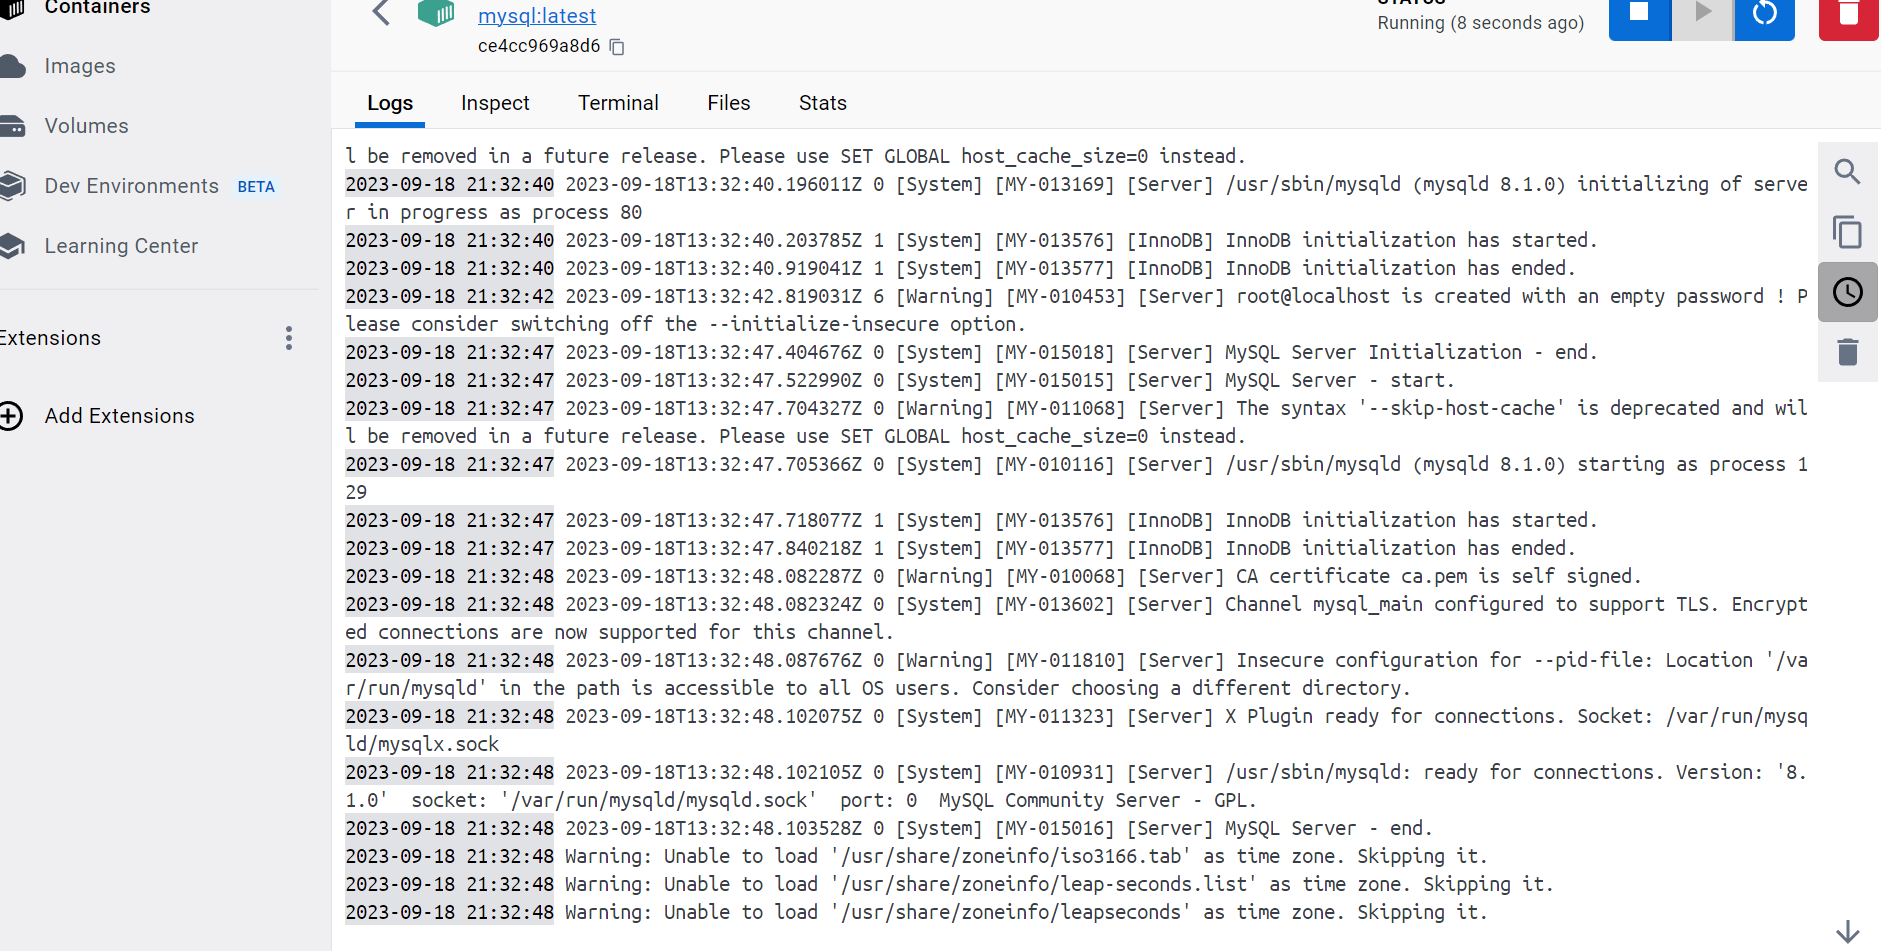 Containers
mysql:latest
STATUS
Running (8 seconds ago)
ce4cc969a8d6
Images
Volumes
Dev Environments BETA
Learning Center
Extensions
Add Extensions
Logs Inspect Terminal Files Stats
l be removed in a future release. Please use SET GLOBAL host_cache_size=0 instead.
2023-09-18 21:32:40 2023-09-18T13:32:40.196011Z 0 [System] [MY-013169] [Server] /usr/sbin/mysqld (mysqld 8.1.0) initializing of serve
r in progress as process 80
2023-09-18 21:32:40 2023-09-18T13:32:40.203785Z 1 [System] [MY-013576] [InnoDB] InnoDB initialization has started.
2023-09-18 21:32:40 2023-09-18T13:32:40.919041Z 1 [System] [MY-013577] [InnoDB] InnoDB initialization has ended.
2023-09-18 21:32:42 2023-09-18T13:32:42.819031Z 6 [Warning] [MY-010453] [Server] root@localhost is created with an empty password ! P
lease consider switching off the --initialize-insecure option.
2023-09-18 21:32:47 2023-09-18T13:32:47.404676Z 0 [System] [MY-015018] [Server] MySQL Server Initialization - end.
2023-09-18 21:32:47 2023-09-18T13:32:47.522990Z 0 [System] [MY-015015] [Server] MySQL Server - start.
2023-09-18 21:32:47 2023-09-18T13:32:47.704327Z 0 [Warning] [MY-011068] [Server] The syntax '--skip-host-cache' is deprecated and wil
l be removed in a future release. Please use SET GLOBAL host_cache_size=0 instead.
2023-09-18 21:32:47 2023-09-18T13:32:47.705366Z 0 [System] [MY-010116] [Server] /usr/sbin/mysqld (mysqld 8.1.0) starting as process 1
29
2023-09-18 21:32:47 2023-09-18T13:32:47.718077Z 1 [System] [MY-013576] [InnoDB] InnoDB initialization has started.
2023-09-18 21:32:47 2023-09-18T13:32:47.840218Z 1 [System] [MY-013577] [InnoDB] InnoDB initialization has ended.
2023-09-18 21:32:48 2023-09-18T13:32:48.082287Z 0 [Warning] [MY-010068] [Server] CA certificate ca.pem is self signed.
2023-09-18 21:32:48 2023-09-18T13:32:48.082324Z 0 [System] [MY-013602] [Server] Channel mysql_main configured to support TLS. Encrypt
ed connections are now supported for this channel.
2023-09-18 21:32:48 2023-09-18T13:32:48.087676Z 0 [Warning] [MY-011810] [Server] Insecure configuration for --pid-file: Location '/va
r/run/mysqld' in the path is accessible to all OS users. Consider choosing a different directory.
2023-09-18 21:32:48 2023-09-18T13:32:48.102075Z 0 [System] [MY-011323] [Server] X Plugin ready for connections. Socket: /var/run/mysq
ld/mysqlx.sock
2023-09-18 21:32:48 2023-09-18T13:32:48.102105Z 0 [System] [MY-010931] [Server] /usr/sbin/mysqld: ready for connections. Version: '8.
1.0'  socket: '/var/run/mysqld/mysqld.sock'  port: 0  MySQL Community Server - GPL.
2023-09-18 21:32:48 2023-09-18T13:32:48.103528Z 0 [System] [MY-015016] [Server] MySQL Server - end.
2023-09-18 21:32:48 Warning: Unable to load '/usr/share/zoneinfo/iso3166.tab' as time zone. Skipping it.
2023-09-18 21:32:48 Warning: Unable to load '/usr/share/zoneinfo/leap-seconds.list' as time zone. Skipping it.
2023-09-18 21:32:48 Warning: Unable to load '/usr/share/zoneinfo/leapseconds' as time zone. Skipping it.